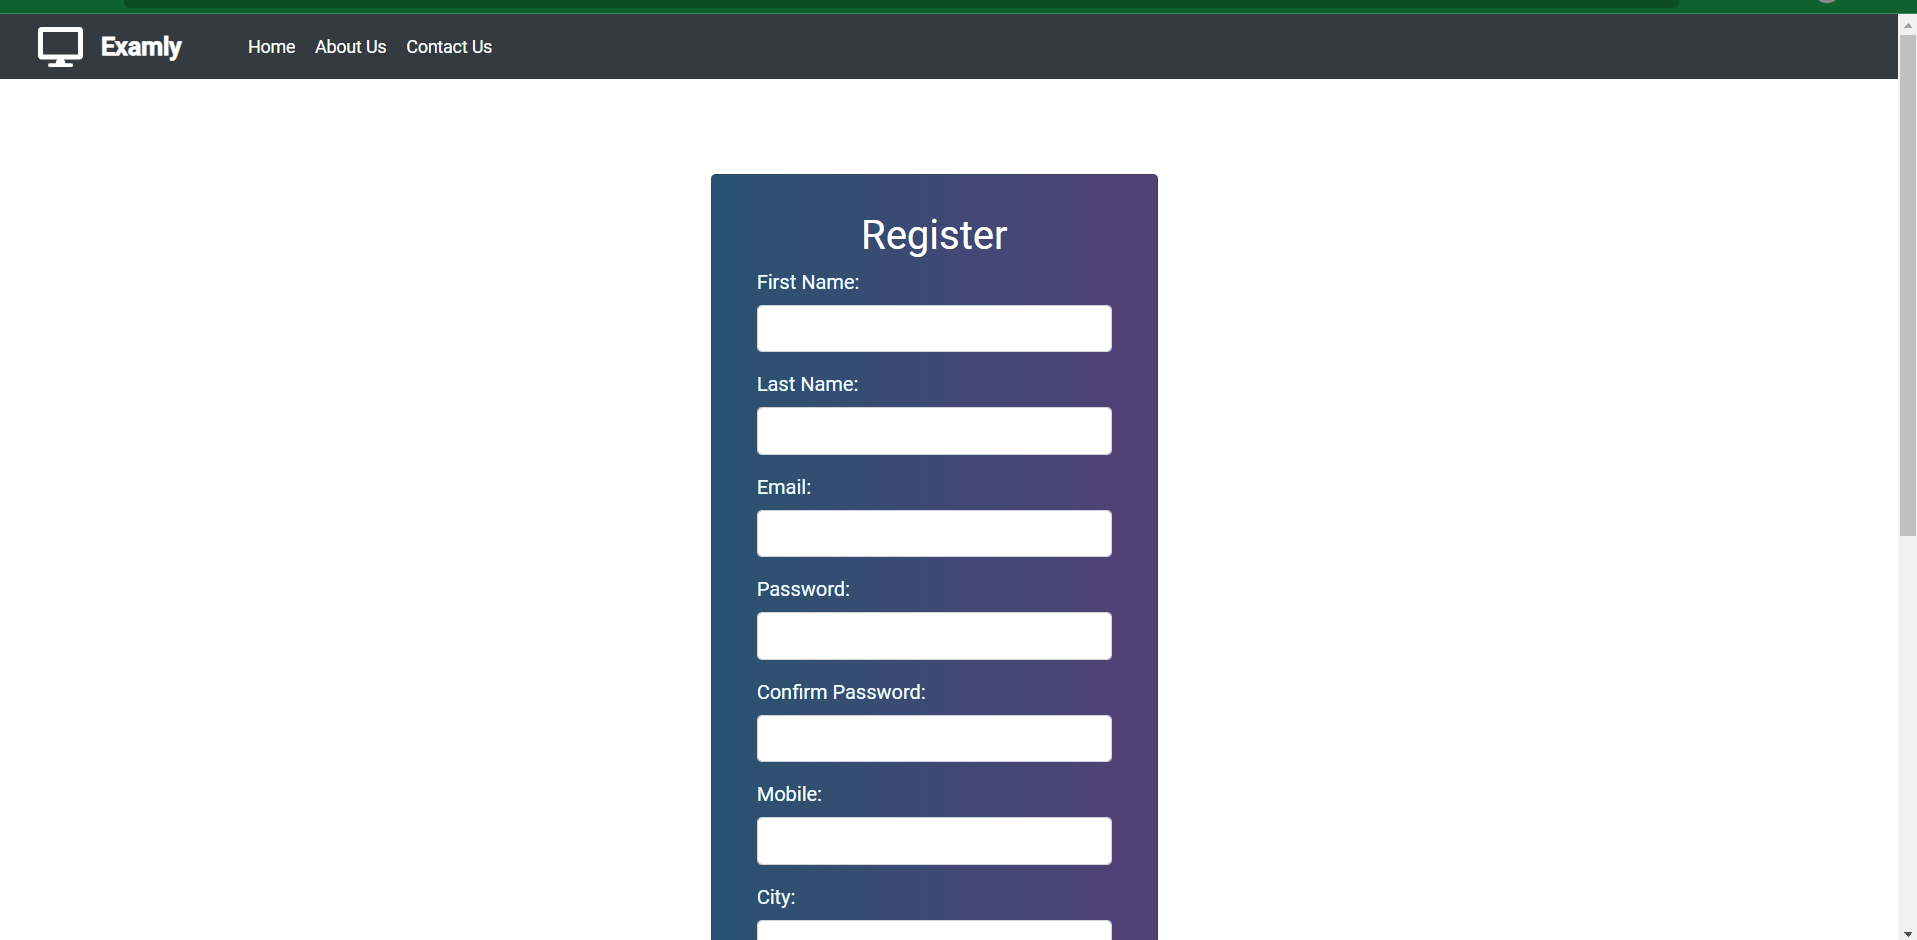 Examly Home About Us Contact Us
Register
First Name:
Last Name:
Email:
Password:
Confirm Password:
Mobile:
City: